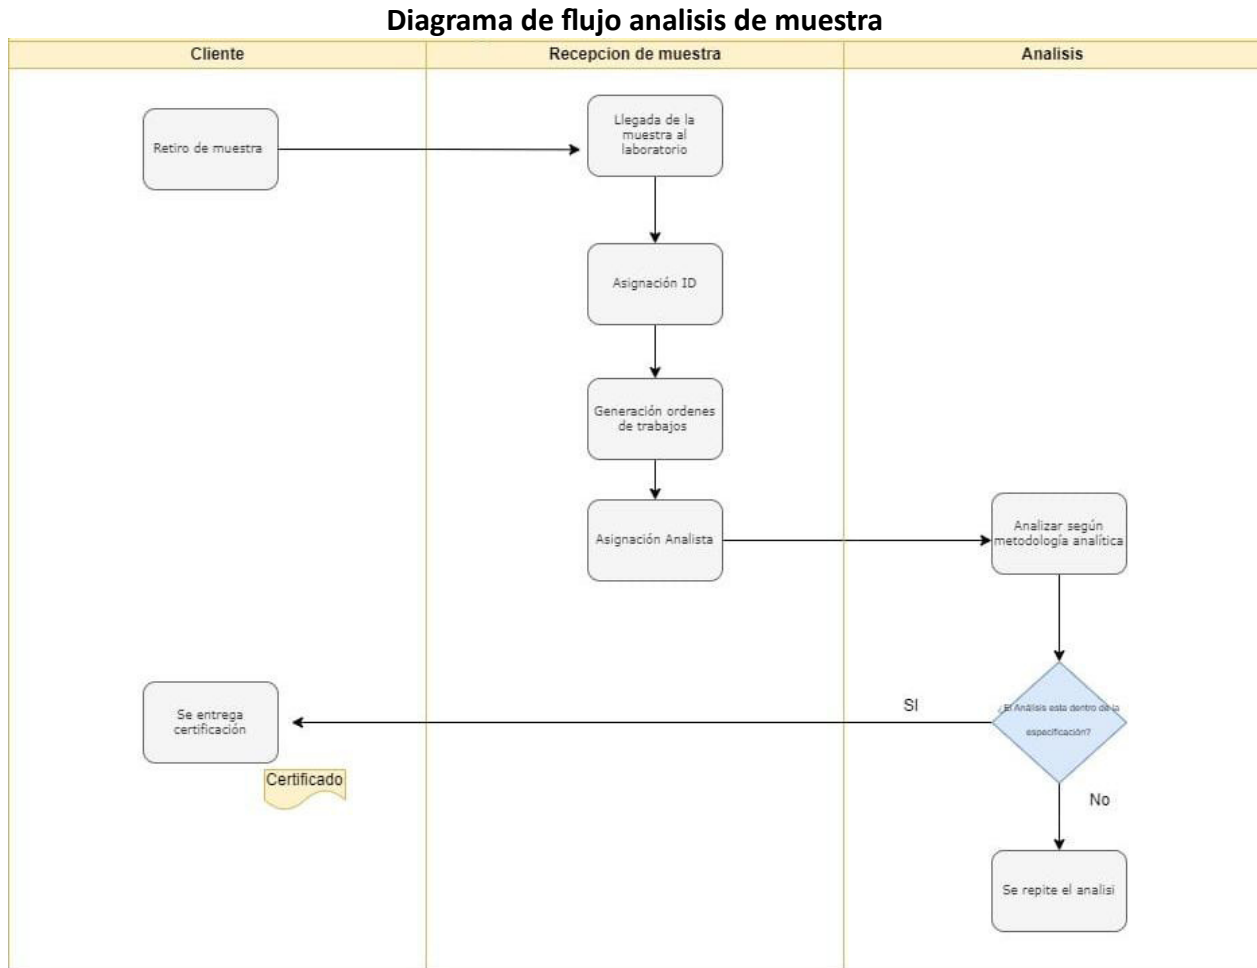 Diagrama de flujo analisis de muestra
Cliente
Recepcion de muestra
Analisis
Retiro de muestra
Llegada de la
muestra al
laboratorio
Asignación ID
Generación ordenes
de trabajos
Asignación Analista
Analizar según
metodología analítica
¿El Análisis esta dentro de la
especificación?
SI
Se entrega
certificación
Certificado
No
Se repite el analisi